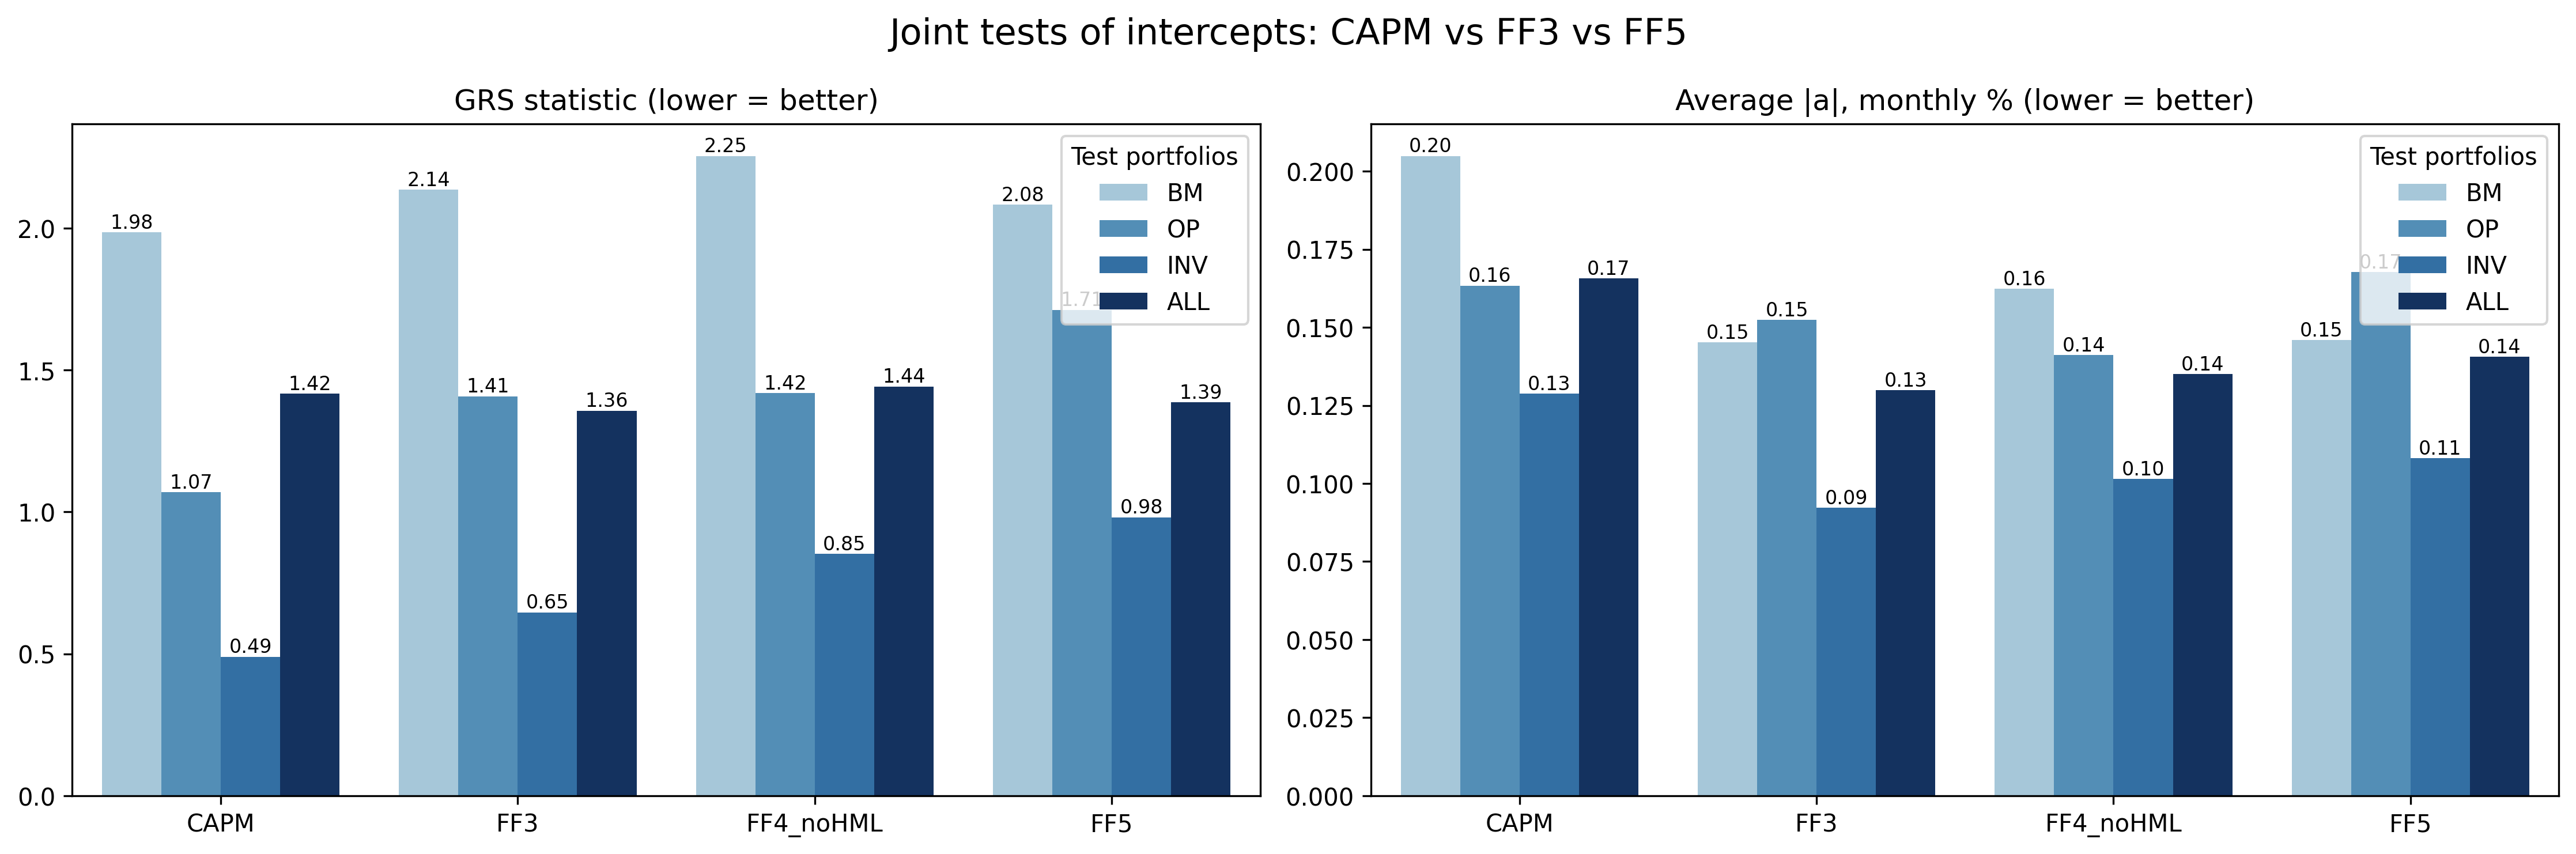 Joint tests of intercepts: CAPM vs FF3 vs FF5
GRS statistic (lower = better)
2.0
1.5
1.0
0.5
0.0
1.98
1.07
0.49
1.42
2.14
1.41
0.65
1.36
2.25
1.42
0.85
1.44
2.08
1.71
0.98
1.39
CAPM
FF3
FF4_noHML
FF5
Test portfolios
BM
OP
INV
ALL
Average |a|, monthly % (lower = better)
0.200
0.175
0.150
0.125
0.100
0.075
0.050
0.025
0.000
0.20
0.16
0.13
0.17
0.15
0.15
0.09
0.13
0.16
0.14
0.10
0.14
0.15
0.17
0.11
0.14
CAPM
FF3
FF4_noHML
FF5
Test portfolios
BM
OP
INV
ALL